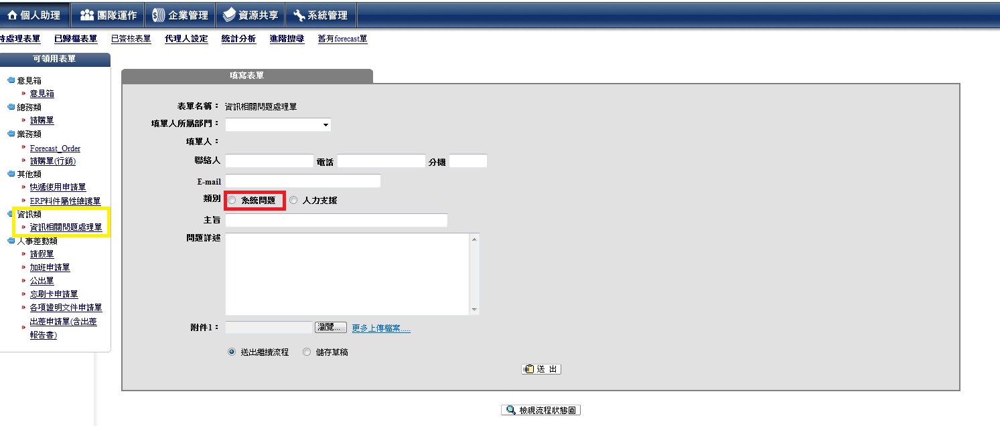 個人助理 團隊運作 企業管理 資源共享 系統管理
待處理表單 已歸檔表單 已簽核表單 代理人設定 統計分析 進階搜尋 舊有forecast單
可領用表單
意見箱
意見箱
總務類
請購單
業務類
Forecast_Order
請購單(行銷)
其他類
快遞使用申請單
ERP料件屬性維護單
資訊類
資訊相關問題處理單
人事差勤類
請假單
加班申請單
公出單
忘刷卡申請單
各項證明文件申請單
出差申請單(含出差
報告書)
填寫表單
表單名稱： 資訊相關問題處理單
填單人所屬部門：
填單人：
聯絡人 電話 分機
E-mail
類別 系統問題 人力支援
主旨
問題詳述
附件1： 瀏覽... 更多上傳檔案.....
送出繼續流程 儲存草稿
送 出
檢視流程狀態圖